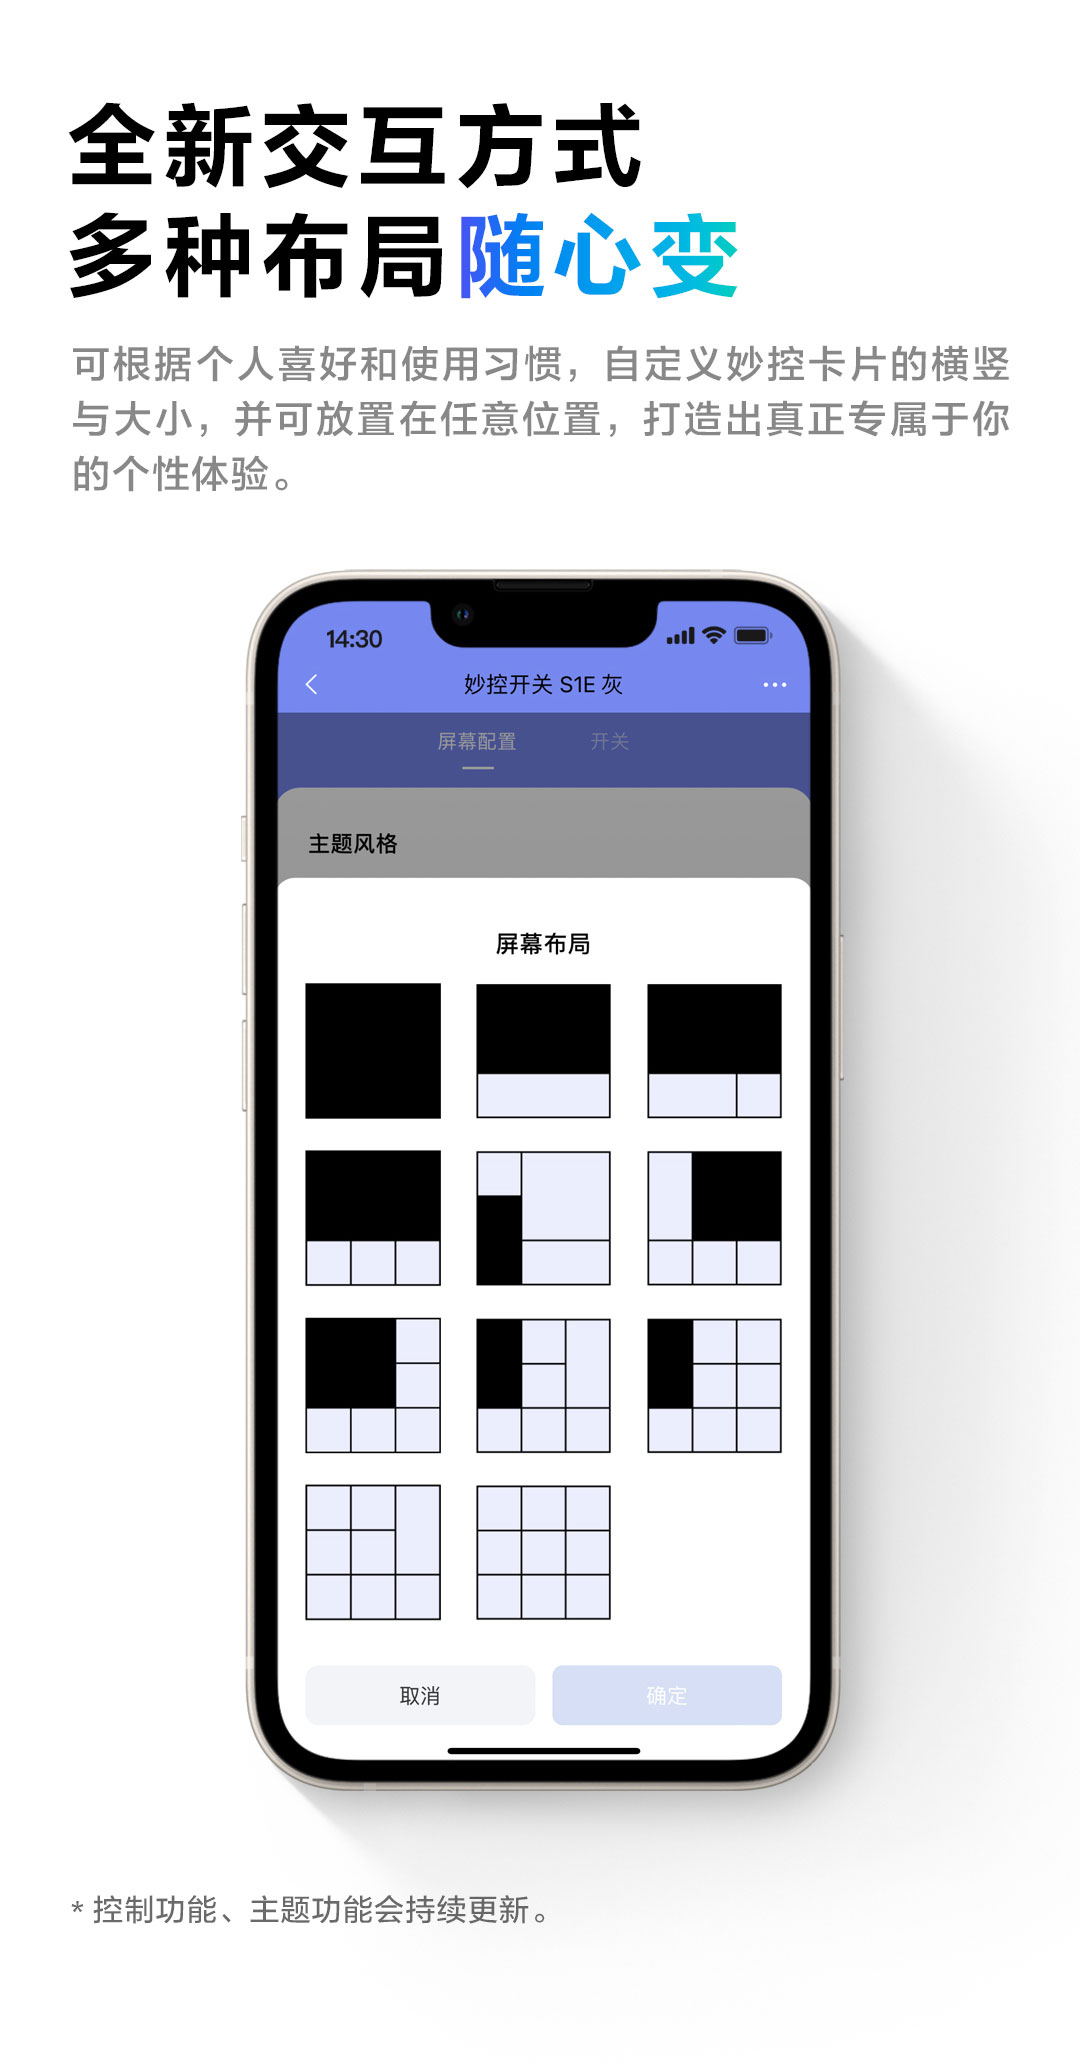 全新交互方式
多种布局随心变
可根据个人喜好和使用习惯，自定义妙控卡片的横竖
与大小，并可放置在任意位置，打造出真正专属于你
的个性体验。
14:30
妙控开关 S1E 灰
屏幕配置 开关
主题风格
屏幕布局
取消 确定
* 控制功能、主题功能会持续更新。